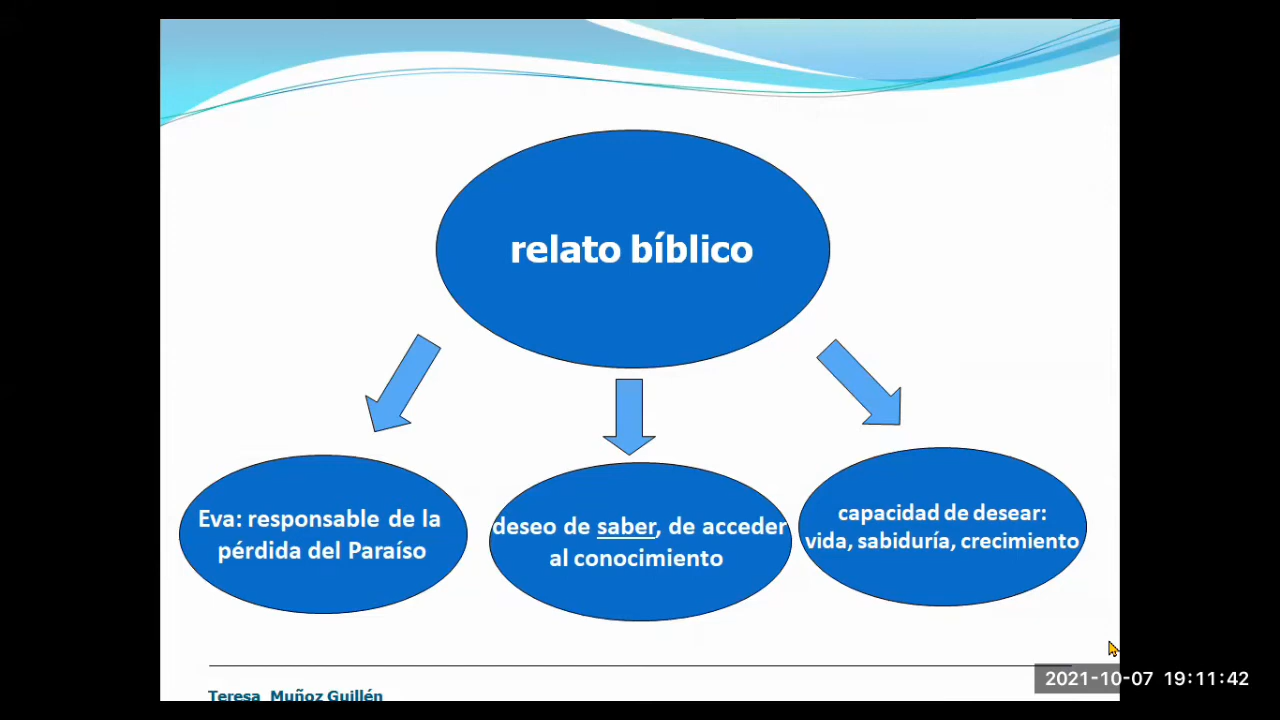 relato bíblico
Eva: responsable de la
pérdida del Paraíso
deseo de saber, de acceder
al conocimiento
capacidad de desear:
vida, sabiduría, crecimiento
Teresa Muñoz Guillén
2021-10-07 19:11:42